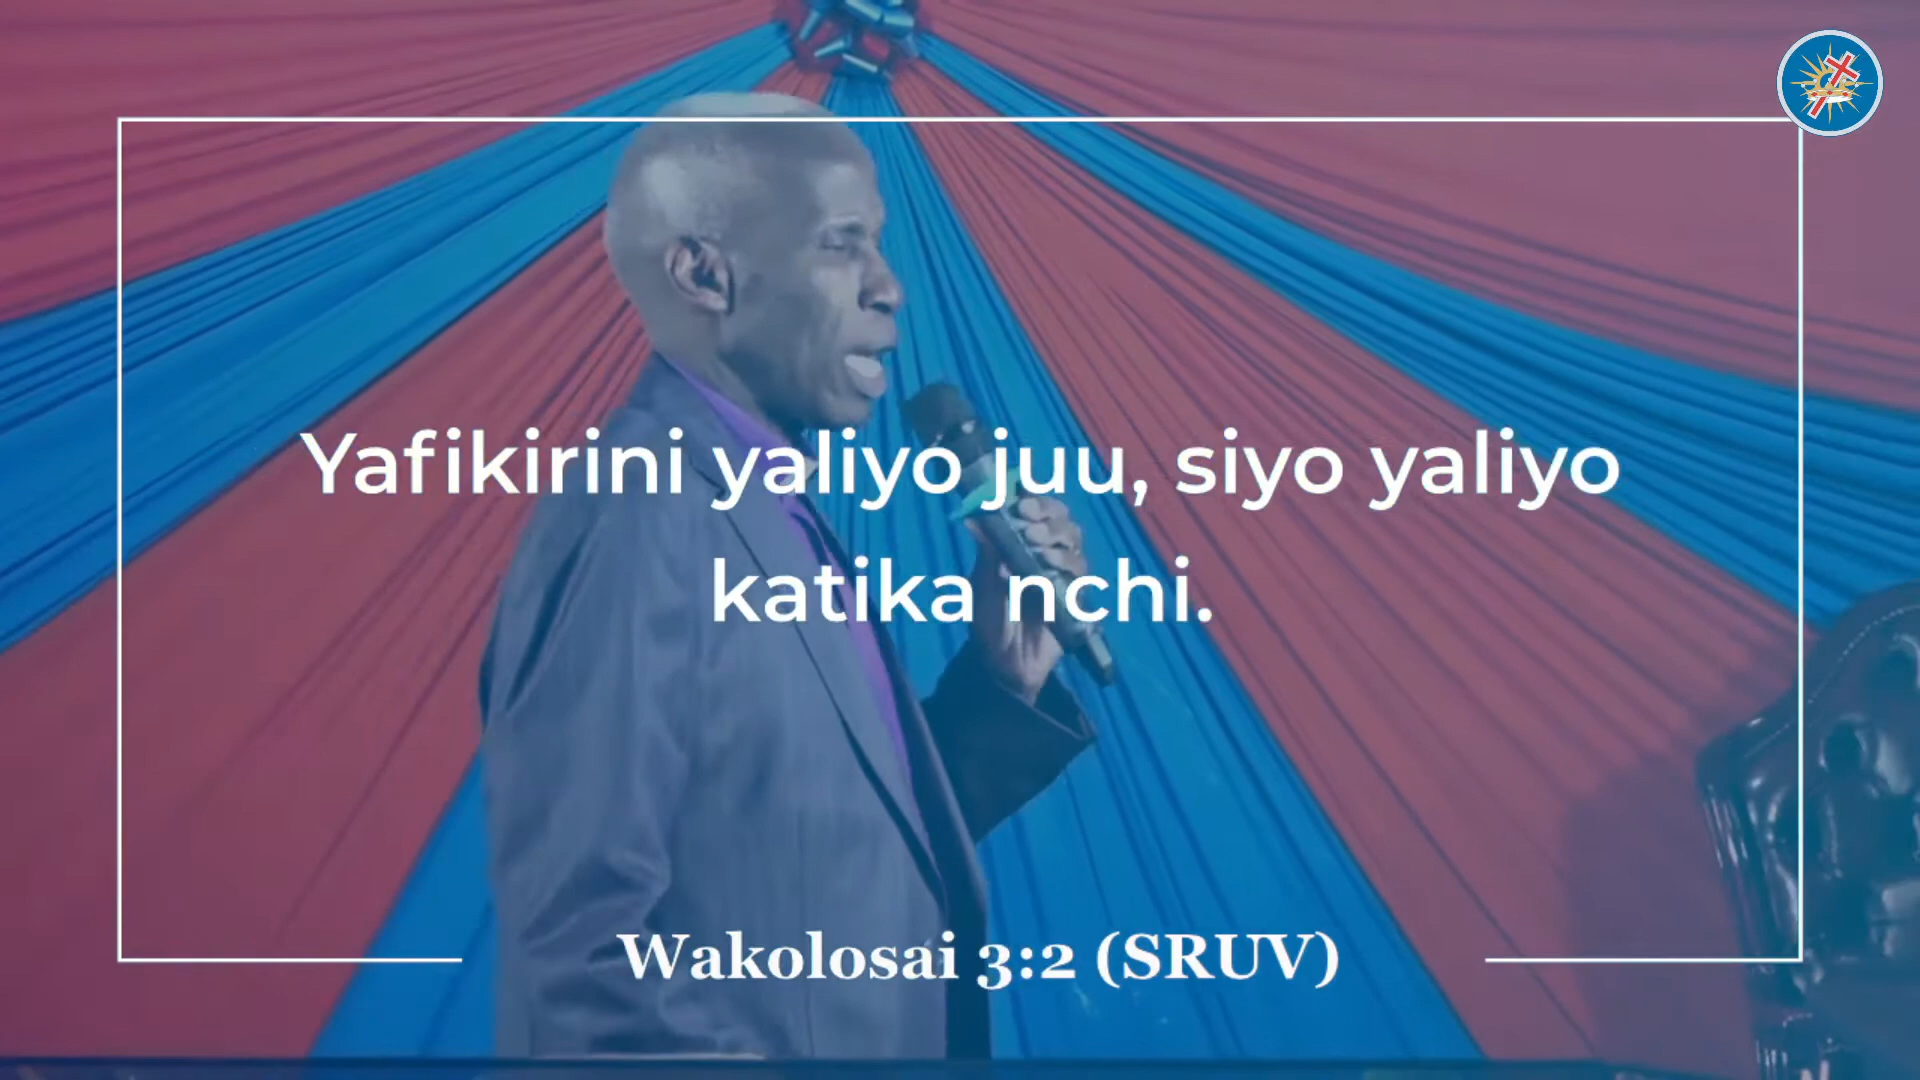 Yafikirini yaliyo juu, siyo yaliyo
katika nchi.
Wakolosai 3:2 (SRUV)